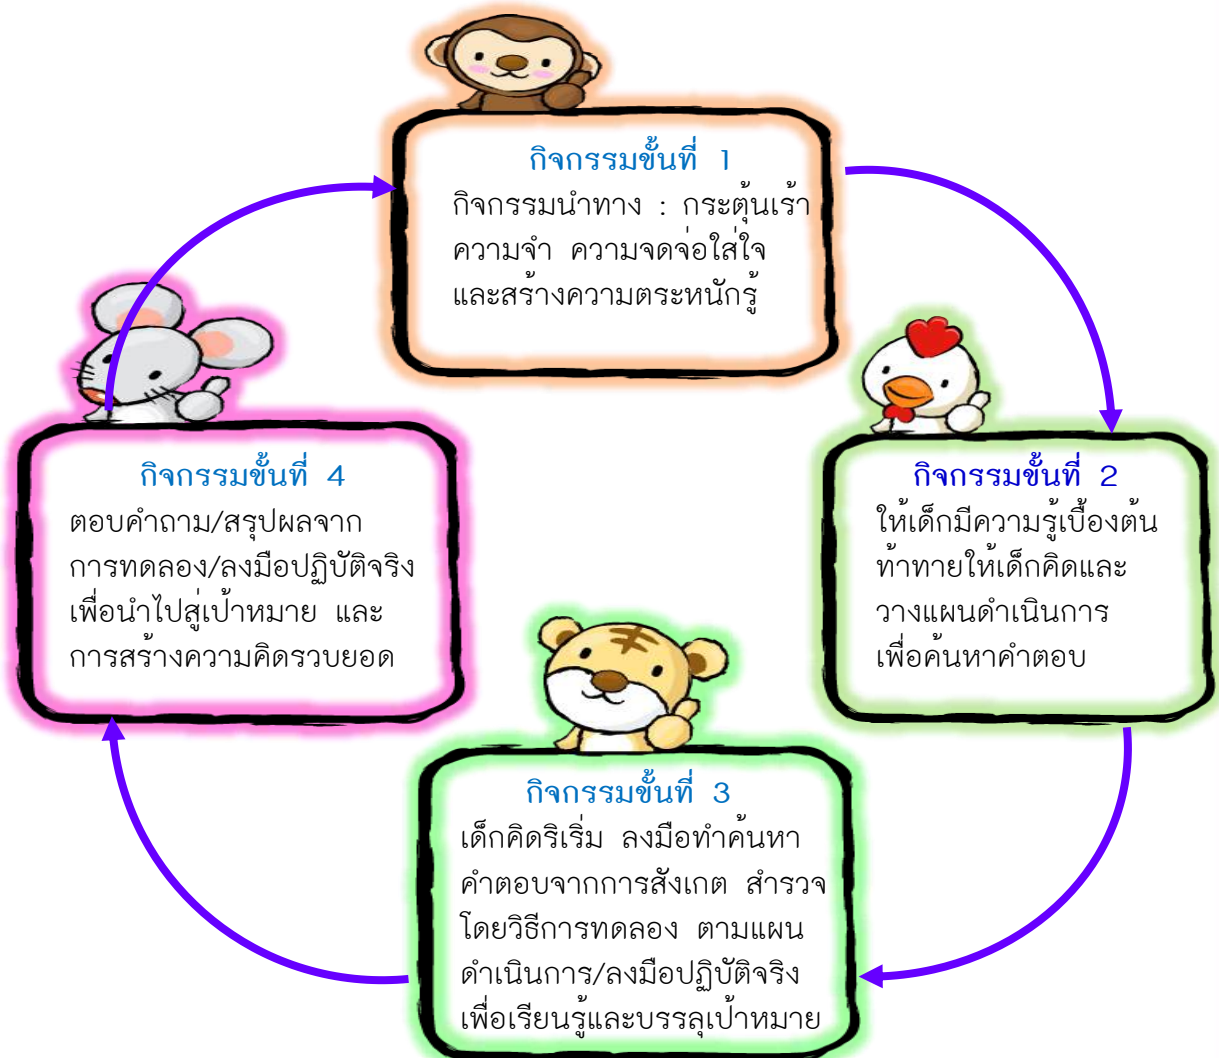 กิจกรรมขั้นที่ 1
กิจกรรมนำทาง : กระตุ้นเร้า
ความจำ ความจดจ่อใส่ใจ
และสร้างความตระหนักรู้
กิจกรรมขั้นที่ 2
ให้เด็กมีความรู้เบื้องต้น
ท้าทายให้เด็กคิดและ
วางแผนดำเนินการ
เพื่อค้นหาคำตอบ
กิจกรรมขั้นที่ 3
เด็กคิดริเริ่ม ลงมือทำค้นหา
คำตอบจากการสังเกต สำรวจ
โดยวิธีการทดลอง ตามแผน
ดำเนินการ/ลงมือปฏิบัติจริง
เพื่อเรียนรู้และบรรลุเป้าหมาย
กิจกรรมขั้นที่ 4
ตอบคำถาม/สรุปผลจาก
การทดลอง/ลงมือปฏิบัติจริง
เพื่อนำไปสู่เป้าหมาย และ
การสร้างความคิดรวบยอด